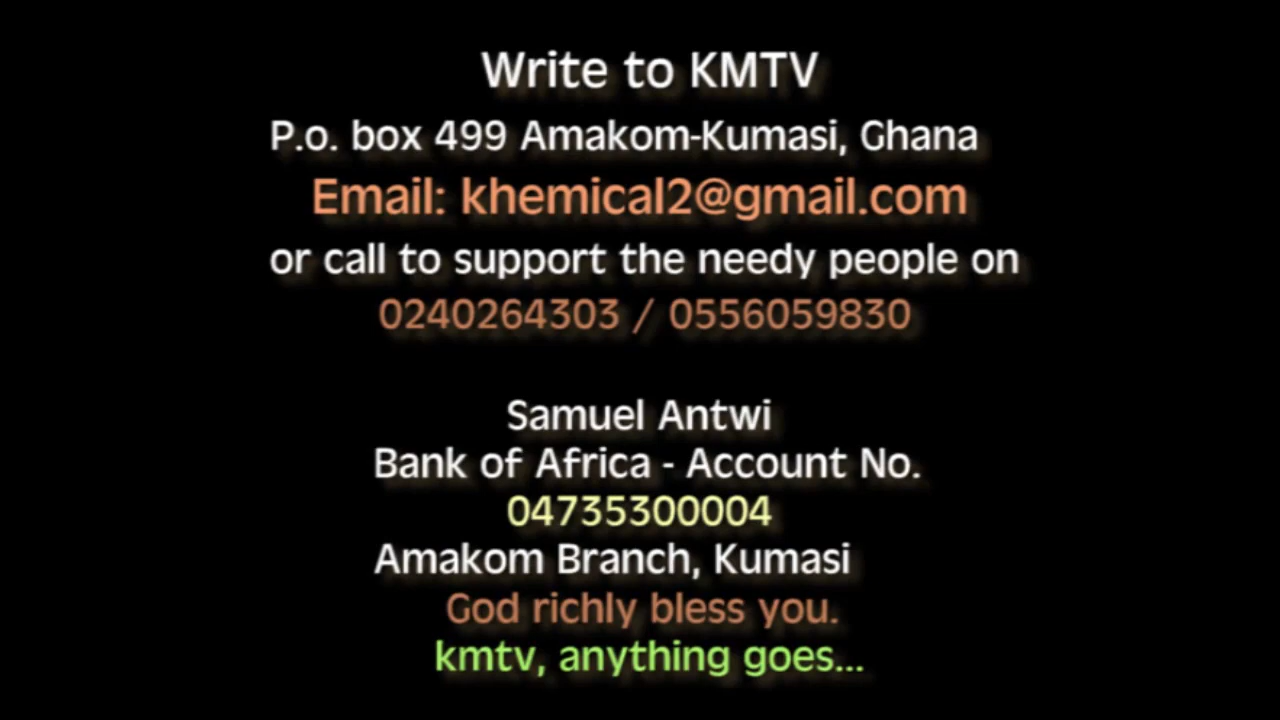 Write to KMTV
P.o. box 499 Amakom-Kumasi, Ghana
Email: khemical2@gmail.com
or call to support the needy people on
0240264303 / 0556059830
Samuel Antwi
Bank of Africa - Account No.
04735300004
Amakom Branch, Kumasi
God richly bless you.
kmtv, anything goes...